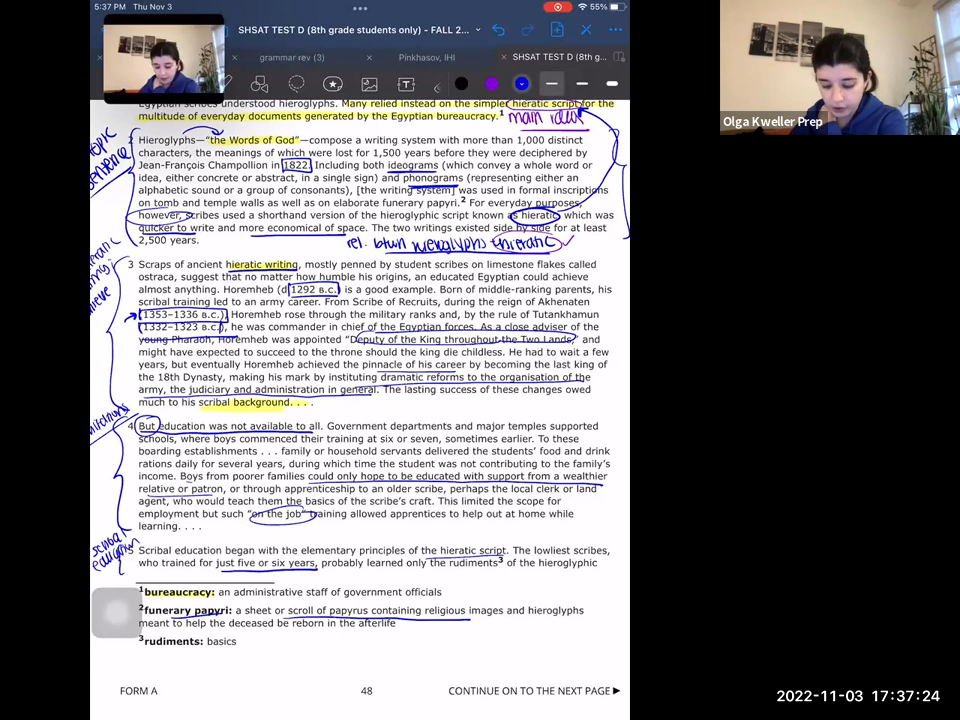 5:37 PM Thu Nov 3
55%
SHSAT TEST D (8th grade students only) - FALL 2...
grammar rev (3)
Pinkhasov, IHI
SHSAT TEST D (8th g...
Egyptian scribes understood hieroglyphs. Many relied instead on the simpler hieratic script for the
multitude of everyday documents generated by the Egyptian bureaucracy.1 main idea
topic
sentence
2 Hieroglyphs—"the Words of God"—compose a writing system with more than 1,000 distinct
characters, the meanings of which were lost for 1,500 years before they were deciphered by
Jean-François Champollion in 1822. Including both ideograms (which convey a whole word or
idea, either concrete or abstract, in a single sign) and phonograms (representing either an
alphabetic sound or a group of consonants), [the writing system] was used in formal inscriptions
on tomb and temple walls as well as on elaborate funerary papyri.2 For everyday purposes,
however, scribes used a shorthand version of the hieroglyphic script known as hieratic, which was
quicker to write and more economical of space. The two writings existed side by side for at least
2,500 years.
rel. btwn hieroglyphs + hieratic
3 Scraps of ancient hieratic writing, mostly penned by student scribes on limestone flakes called
ostraca, suggest that no matter how humble his origins, an educated Egyptian could achieve
almost anything. Horemheb (d. 1292 B.C.) is a good example. Born of middle-ranking parents, his
scribal training led to an army career. From Scribe of Recruits, during the reign of Akhenaten
(1353–1336 B.C.), Horemheb rose through the military ranks and, by the rule of Tutankhamun
(1332–1323 B.C.), he was commander in chief of the Egyptian forces. As a close adviser of the
young Pharaoh, Horemheb was appointed "Deputy of the King throughout the Two Lands," and
might have expected to succeed to the throne should the king die childless. He had to wait a few
years, but eventually Horemheb achieved the pinnacle of his career by becoming the last king of
the 18th Dynasty, making his mark by instituting dramatic reforms to the organisation of the
army, the judiciary and administration in general. The lasting success of these changes owed
much to his scribal background. . . .
4 But education was not available to all. Government departments and major temples supported
schools, where boys commenced their training at six or seven, sometimes earlier. To these
boarding establishments . . . family or household servants delivered the students' food and drink
rations daily for several years, during which time the student was not contributing to the family's
income. Boys from poorer families could only hope to be educated with support from a wealthier
relative or patron, or through apprenticeship to an older scribe, perhaps the local clerk or land
agent, who would teach them the basics of the scribe's craft. This limited the scope for
employment but such "on the job" training allowed apprentices to help out at home while
learning. . . .
scribal
education
5 Scribal education began with the elementary principles of the hieratic script. The lowliest scribes,
who trained for just five or six years, probably learned only the rudiments3 of the hieroglyphic
1bureaucracy: an administrative staff of government officials
2funerary papyri: a sheet or scroll of papyrus containing religious images and hieroglyphs
meant to help the deceased be reborn in the afterlife
3rudiments: basics
FORM A
48
CONTINUE ON TO THE NEXT PAGE
Olga Kweller Prep
2022-11-03 17:37:24